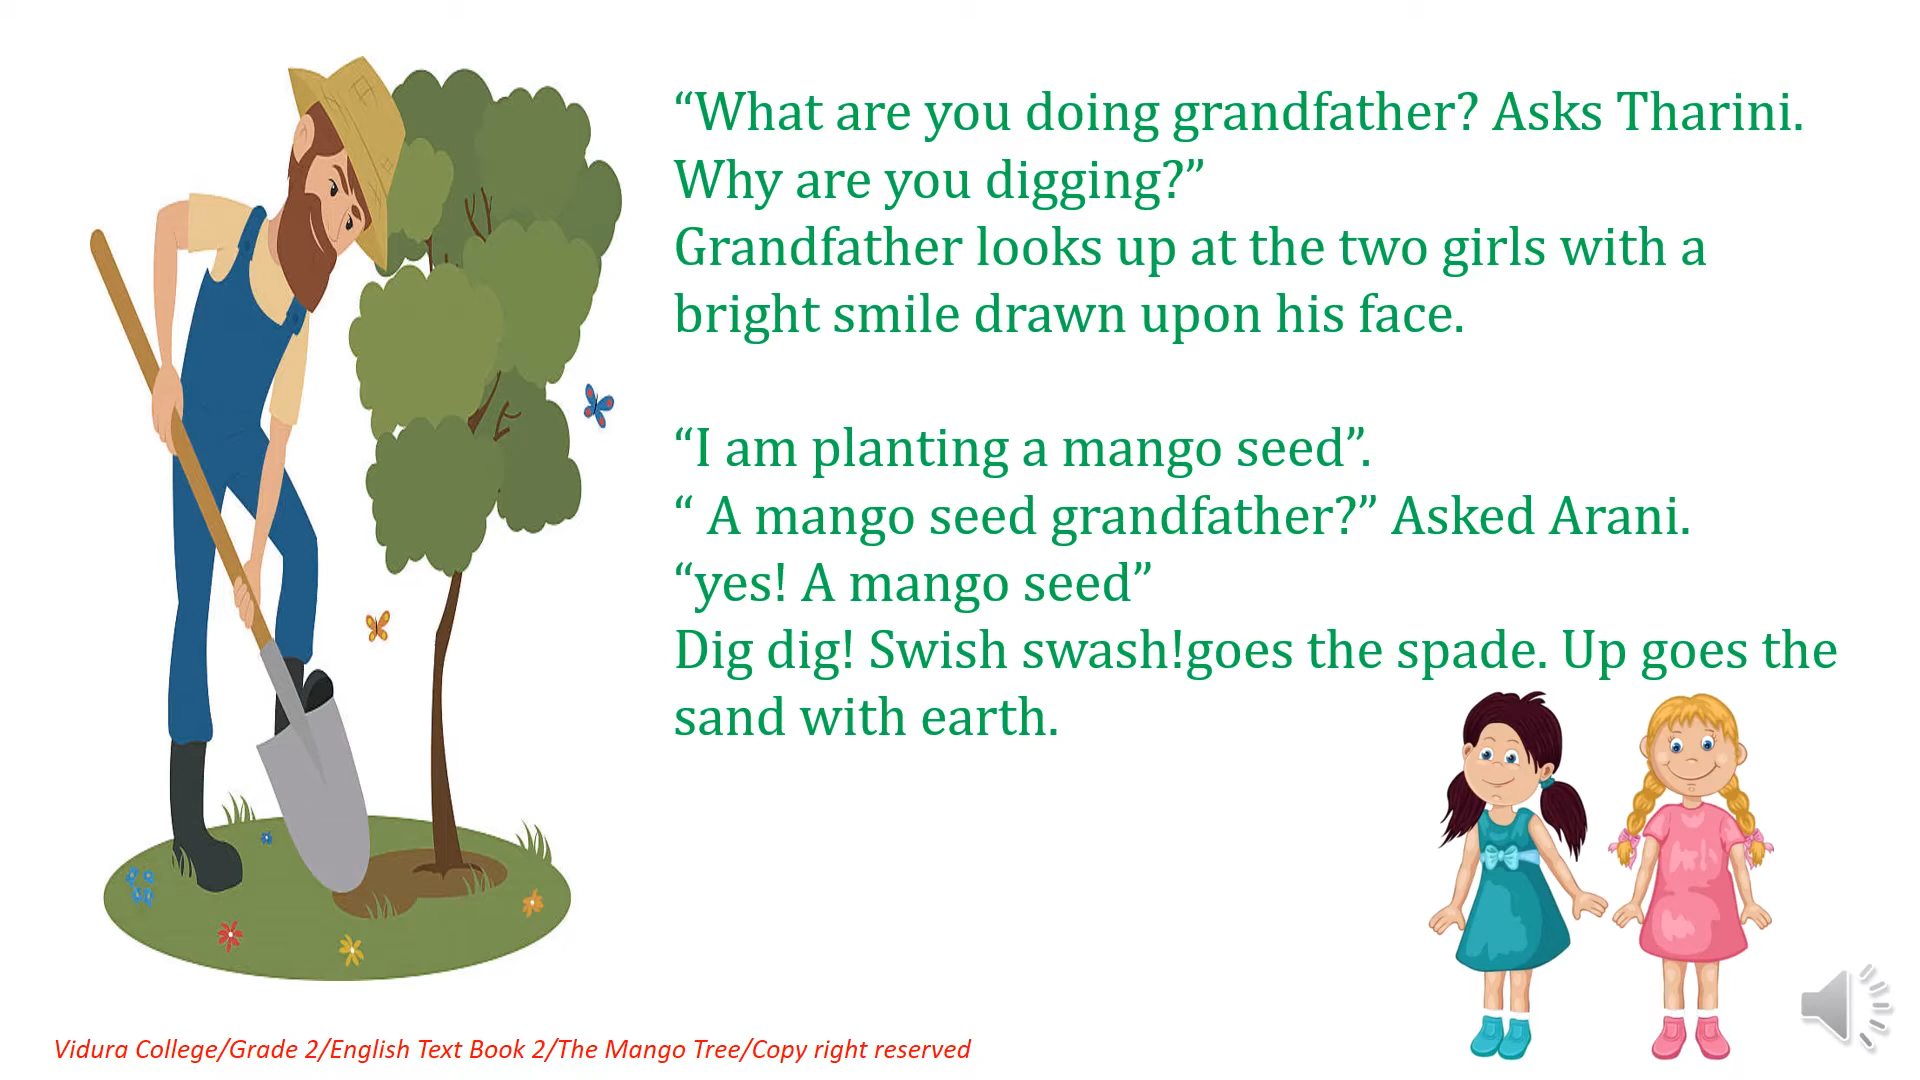 “What are you doing grandfather? Asks Tharini.
Why are you digging?”
Grandfather looks up at the two girls with a
bright smile drawn upon his face.
“I am planting a mango seed”.
“ A mango seed grandfather?” Asked Arani.
“yes! A mango seed”
Dig dig! Swish swash!goes the spade. Up goes the
sand with earth.
Vidura College/Grade 2/English Text Book 2/The Mango Tree/Copy right reserved